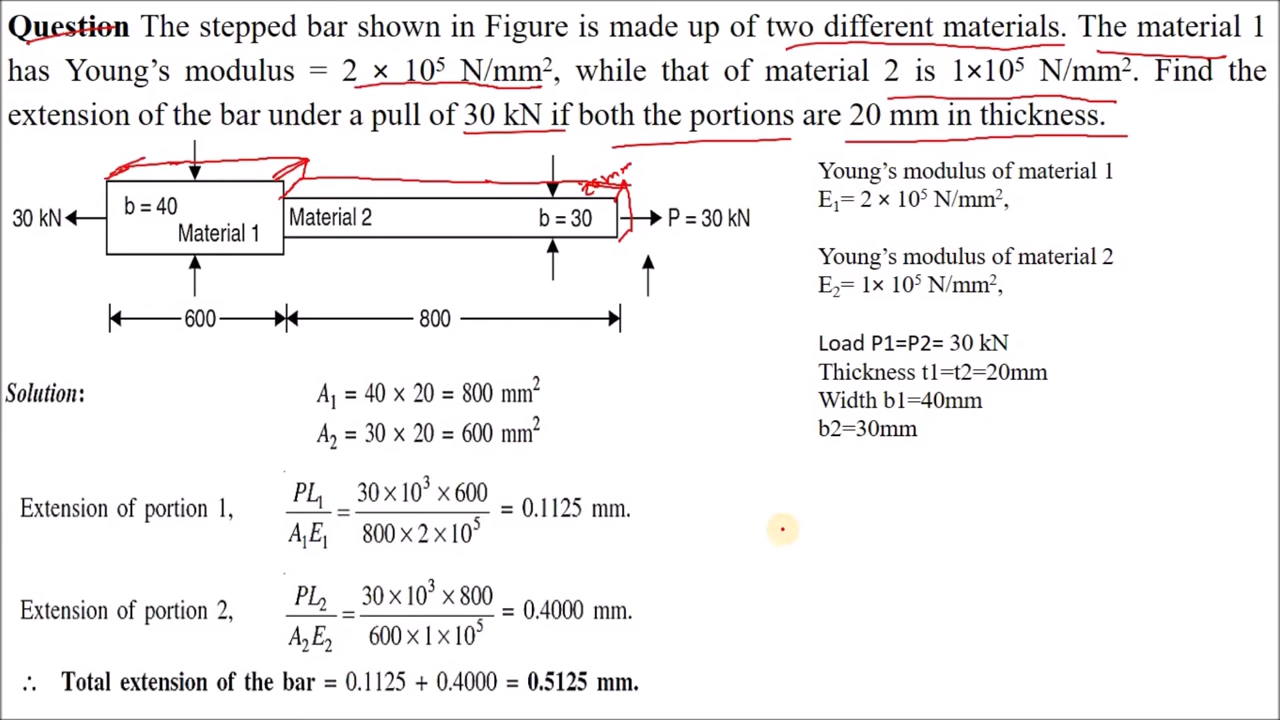 Question The stepped bar shown in Figure is made up of two different materials. The material 1
has Young’s modulus = 2 × 10⁵ N/mm², while that of material 2 is 1×10⁵ N/mm². Find the
extension of the bar under a pull of 30 kN if both the portions are 20 mm in thickness.
20mm
b = 40
Material 1
30 kN
Material 2
b = 30
P = 30 kN
600
800
Young’s modulus of material 1
E₁= 2 × 10⁵ N/mm²,
Young’s modulus of material 2
E₂= 1× 10⁵ N/mm²,
Load P1=P2= 30 kN
Thickness t1=t2=20mm
Width b1=40mm
b2=30mm
Solution:
A₁ = 40 × 20 = 800 mm²
A₂ = 30 × 20 = 600 mm²
Extension of portion 1, PL₁/A₁E₁ = 30×10³×600/800×2×10⁵ = 0.1125 mm.
Extension of portion 2, PL₂/A₂E₂ = 30×10³×800/600×1×10⁵ = 0.4000 mm.
∴ Total extension of the bar = 0.1125 + 0.4000 = 0.5125 mm.